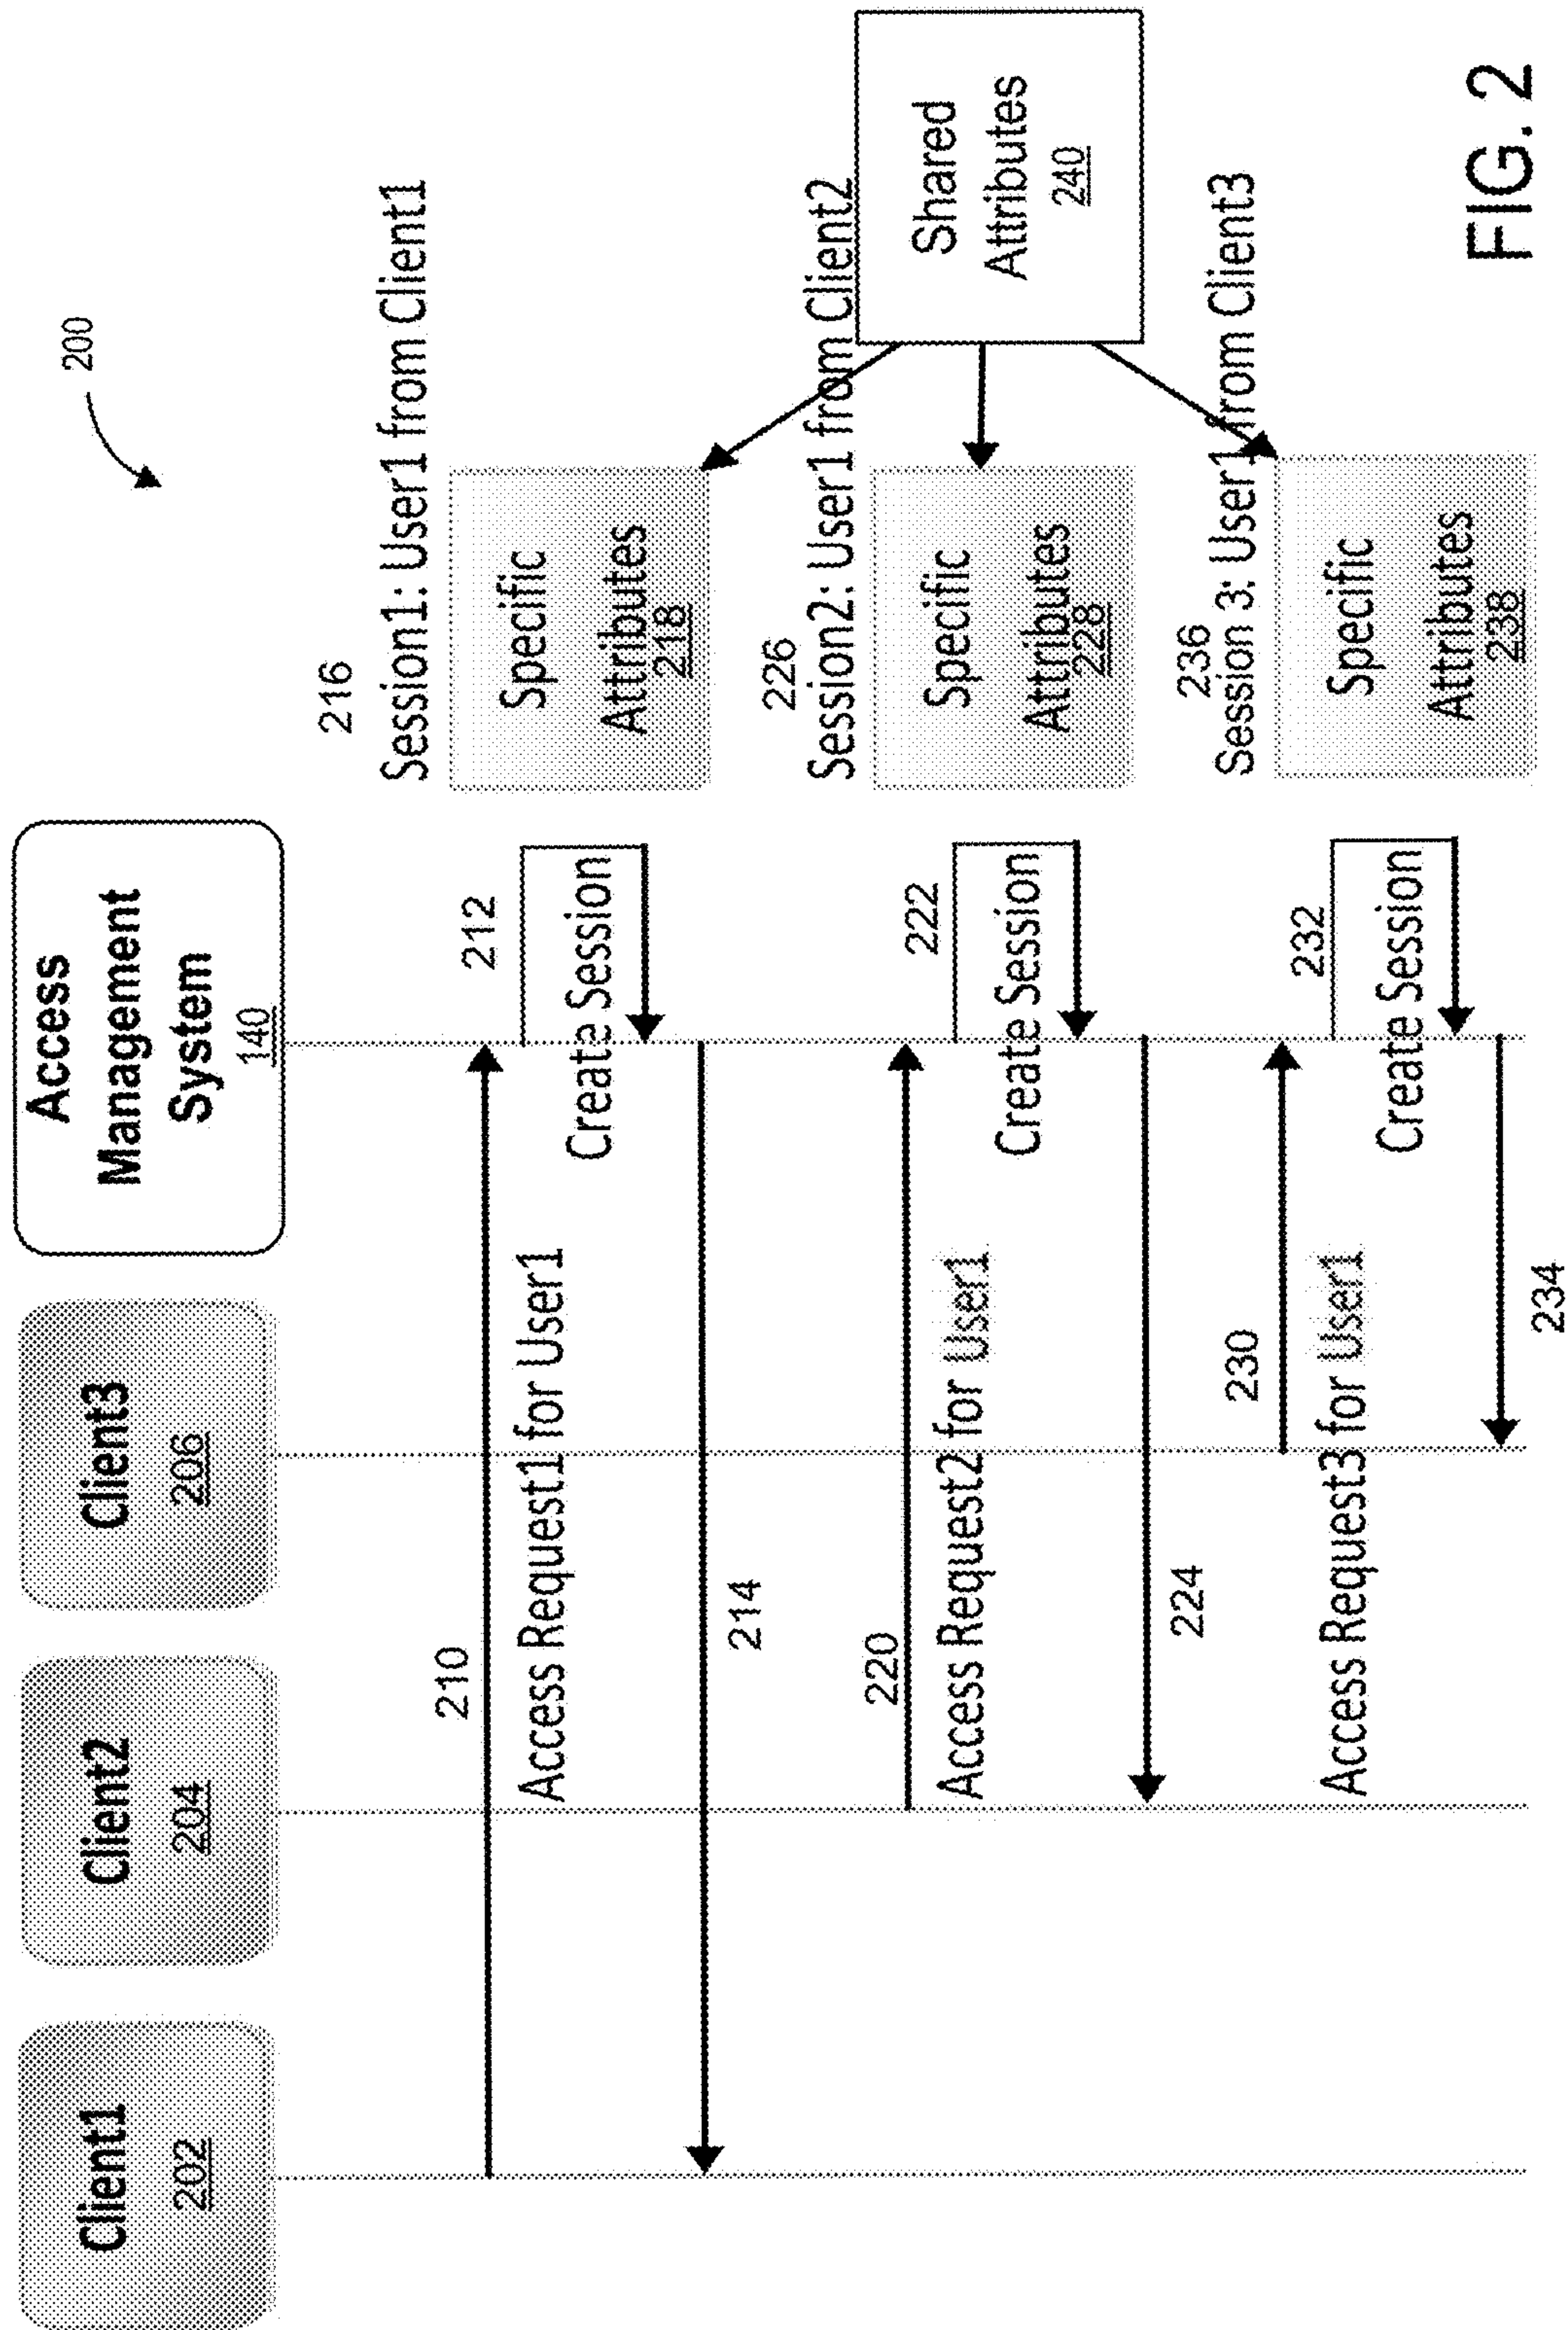 200
Client1
202
Client2
204
Client3
206
Access
Management
System
140
210
Access Request1 for User1
212
Create Session
214
216
Session1: User1 from Client1
Specific
Attributes
218
220
Access Request2 for User1
222
Create Session
224
226
Session2: User1 from Client2
Specific
Attributes
228
Shared
Attributes
240
230
Access Request3 for User1
232
Create Session
234
236
Session 3: User1 from Client3
Specific
Attributes
238
FIG. 2